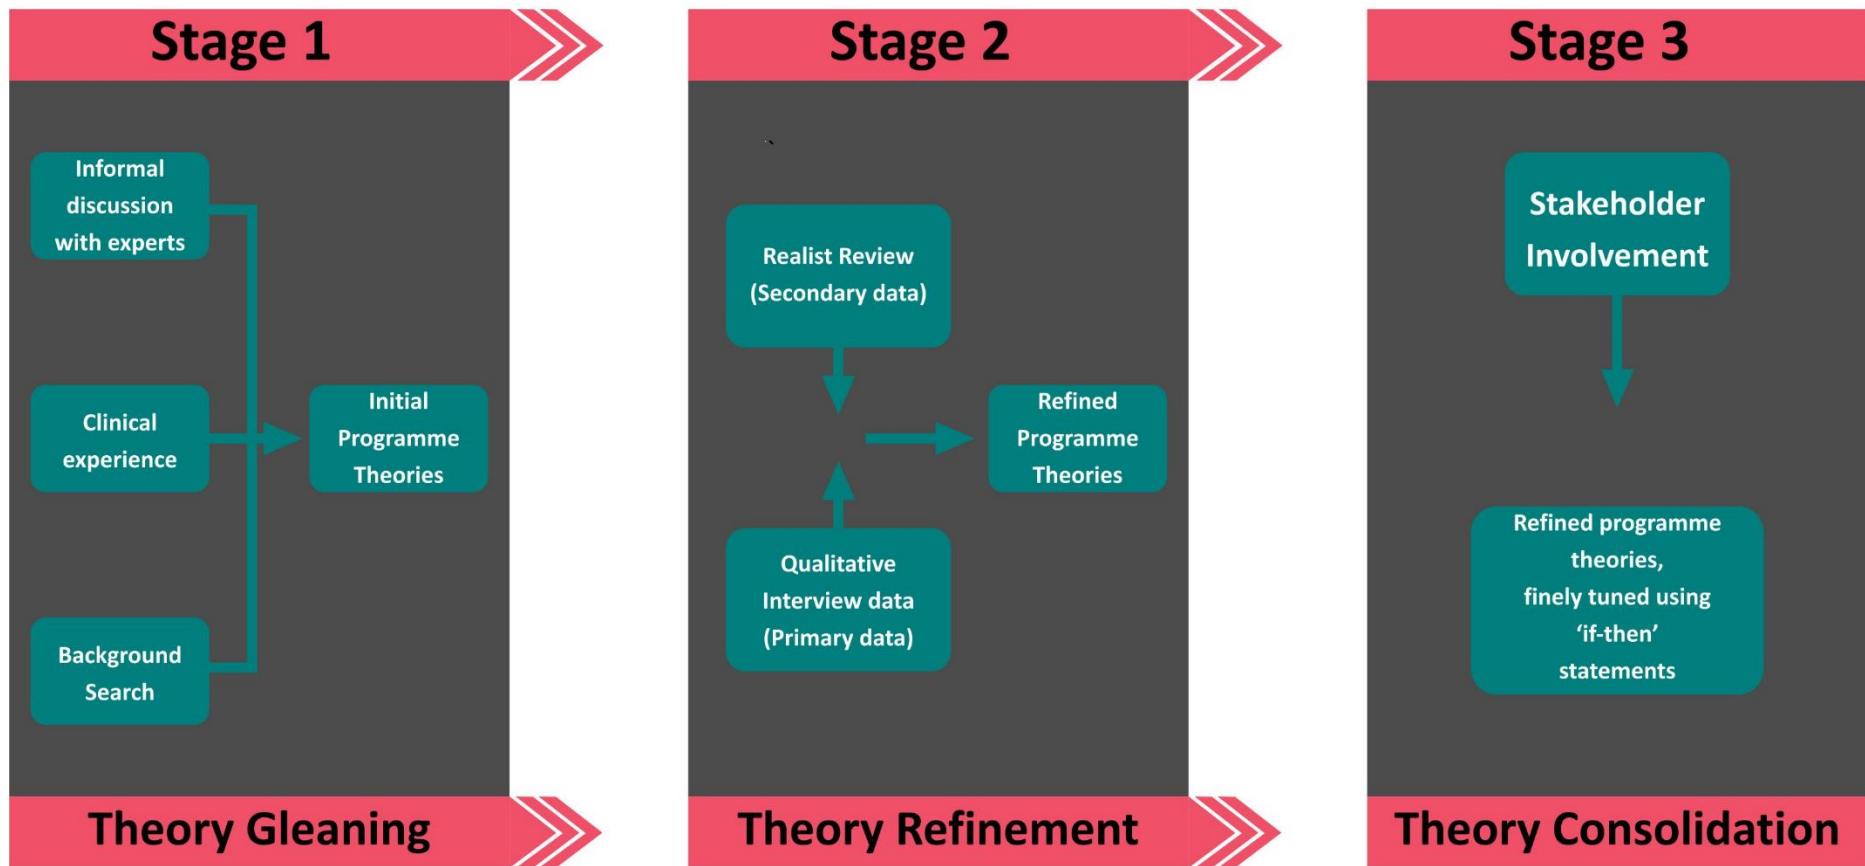 Stage 1
Informal
discussion
with experts
Clinical
experience
Background
Search
Initial
Programme
Theories
Theory Gleaning
Stage 2
Realist Review
(Secondary data)
Qualitative
Interview data
(Primary data)
Refined
Programme
Theories
Theory Refinement
Stage 3
Stakeholder
Involvement
Refined programme
theories,
finely tuned using
‘if-then’
statements
Theory Consolidation